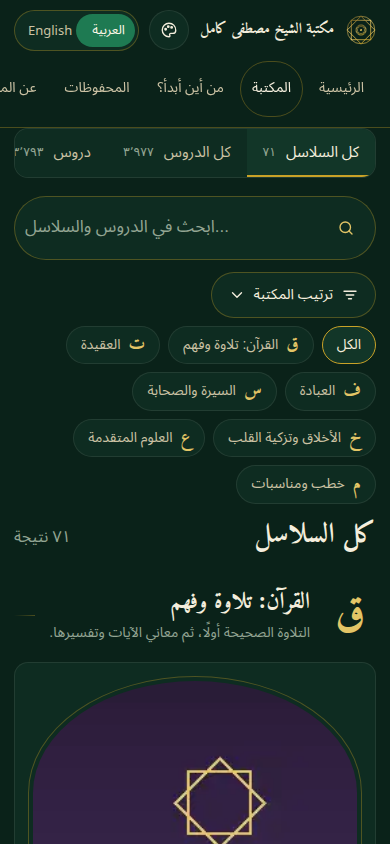 مكتبة الشيخ مصطفى كامل
العربية English
الرئيسية المكتبة من أين أبدأ؟ المحفوظات عن
كل السلاسل ٧١ كل الدروس ٣٬٩٧٧ دروس ٣٬٧٩٣
ابحث في الدروس والسلاسل...
ترتيب المكتبة
الكل ق القرآن: تلاوة وفهم ت العقيدة
ف العبادة س السيرة والصحابة
خ الأخلاق وتزكية القلب ع العلوم المتقدمة
م خطب ومناسبات
كل السلاسل ٧١ نتيجة
ق القرآن: تلاوة وفهم
التلاوة الصحيحة أولًا، ثم معاني الآيات وتفسيرها.